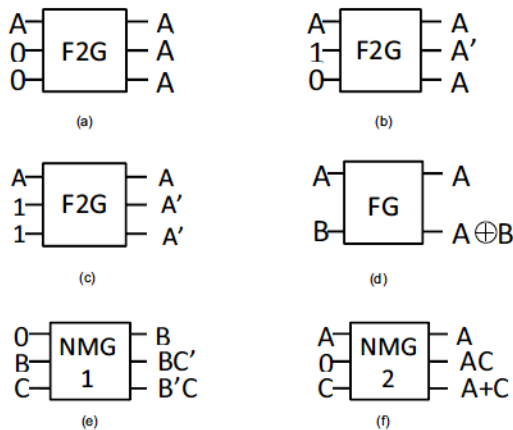 A F2G A
0 A
0 A
(a)
A F2G A
1 A'
0 A
(b)
A F2G A
1 A'
1 A'
(c)
A FG A
B A⊕B
(d)
0 NMG 1 B
B BC'
C B'C
(e)
A NMG 2 A
0 AC
C A+C
(f)